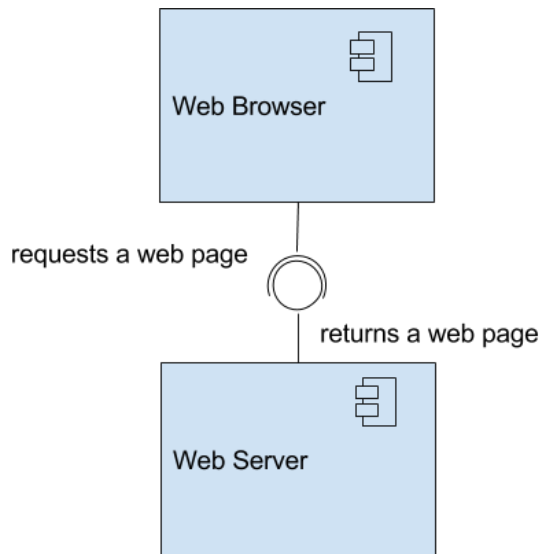 Web Browser
requests a web page
returns a web page
Web Server